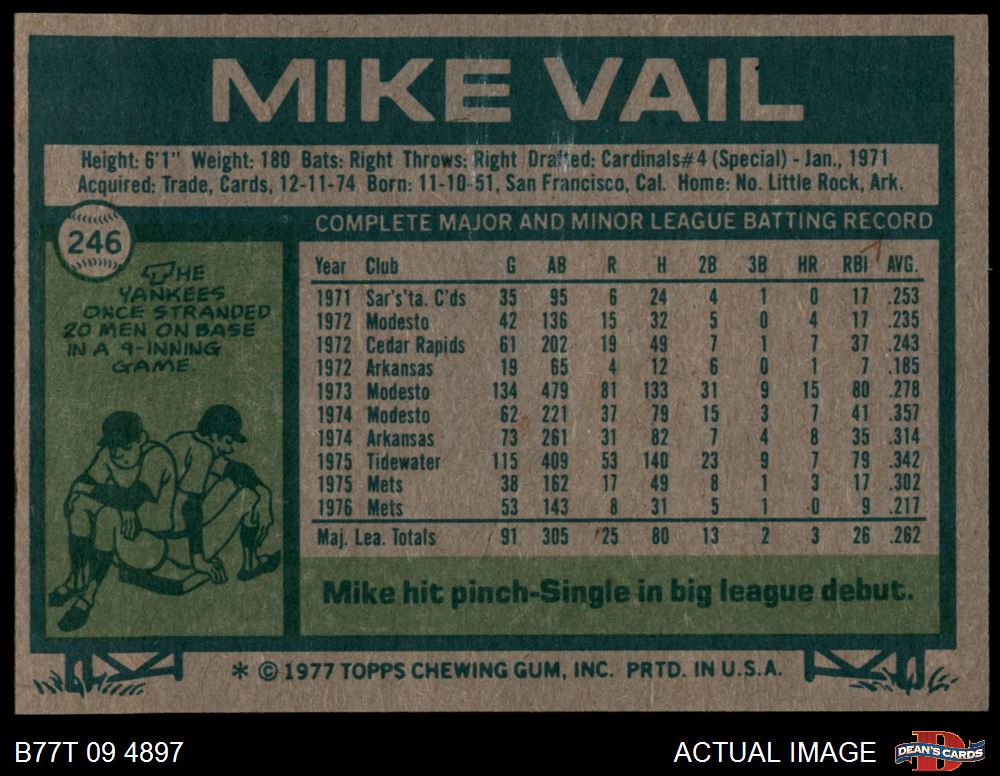 MIKE VAIL
Height: 6'1" Weight: 180 Bats: Right Throws: Right Drafted: Cardinals#4 (Special) - Jan., 1971
Acquired: Trade, Cards, 12-11-74 Born: 11-10-51, San Francisco, Cal. Home: No. Little Rock, Ark.
246
THE
YANKEES
ONCE STRANDED
20 MEN ON BASE
IN A 9-INNING
GAME.
COMPLETE MAJOR AND MINOR LEAGUE BATTING RECORD
Year Club G AB R H 2B 3B HR RBI AVG.
1971 Sar's'ta. C'ds 35 95 6 24 4 1 0 17 .253
1972 Modesto 42 136 15 32 5 0 4 17 .235
1972 Cedar Rapids 61 202 19 49 7 1 7 37 .243
1972 Arkansas 19 65 4 12 6 0 1 7 .185
1973 Modesto 134 479 81 133 31 9 15 80 .278
1974 Modesto 62 221 37 79 15 3 7 41 .357
1974 Arkansas 73 261 31 82 7 4 8 35 .314
1975 Tidewater 115 409 53 140 23 9 7 79 .342
1975 Mets 38 162 17 49 8 1 3 17 .302
1976 Mets 53 143 8 31 5 1 0 9 .217
Maj. Lea. Totals 91 305 25 80 13 2 3 26 .262
Mike hit pinch-Single in big league debut.
* © 1977 TOPPS CHEWING GUM, INC. PRTD. IN U.S.A.
B77T 09 4897
ACTUAL IMAGE
DEAN'S CARDS